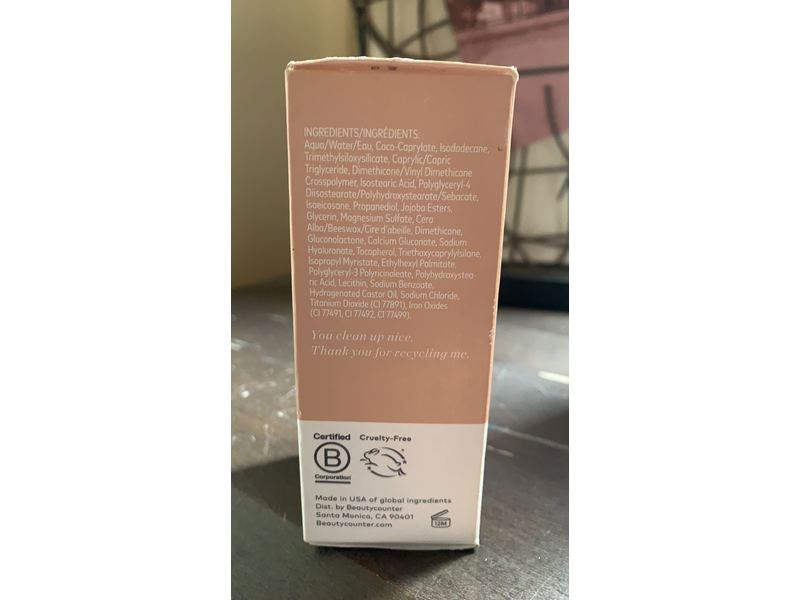 INGREDIENTS/INGRÉDIENTS:
Aqua/Water/Eau, Coco-Caprylate, Isododecane,
Trimethylsiloxysilicate, Caprylic/Capric
Triglyceride, Dimethicone/Vinyl Dimethicone
Crosspolymer, Isostearic Acid, Polyglyceryl-4
Diisostearate/Polyhydroxystearate/Sebacate,
Isoeicosane, Propanediol, Jojoba Esters,
Glycerin, Magnesium Sulfate, Cera
Alba/Beeswax/Cire d'abeille, Dimethicone,
Gluconolactone, Calcium Gluconate, Sodium
Hyaluronate, Tocopherol, Triethoxycaprylylsilane,
Isopropyl Myristate, Ethylhexyl Palmitate,
Polyglyceryl-3 Polyricinoleate, Polyhydroxystea-
ric Acid, Lecithin, Sodium Benzoate,
Hydrogenated Castor Oil, Sodium Chloride,
Titanium Dioxide (CI 77891), Iron Oxides
(CI 77491, CI 77492, CI 77499).
You clean up nice.
Thank you for recycling me.
Certified
B
Corporation
Cruelty-Free
Made in USA of global ingredients
Dist. by Beautycounter
Santa Monica, CA 90401
Beautycounter.com
12M